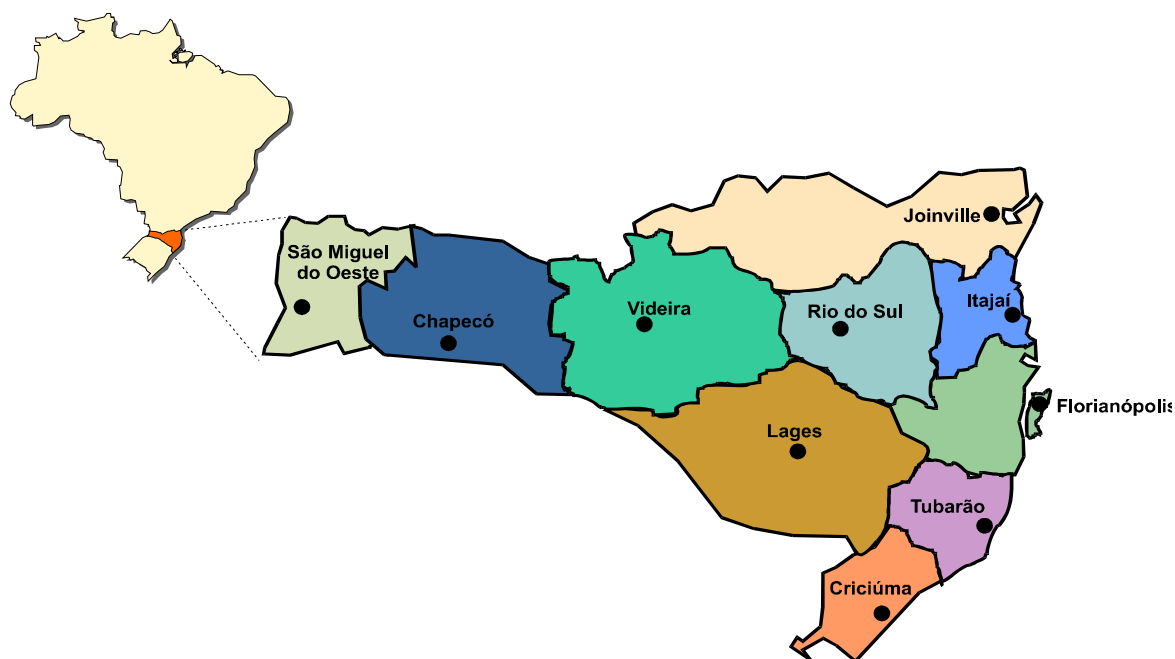 Joinville
São Miguel
do Oeste
Itajaí
Videira
Rio do Sul
Chapecó
Florianópolis
Lages
Tubarão
Criciúma